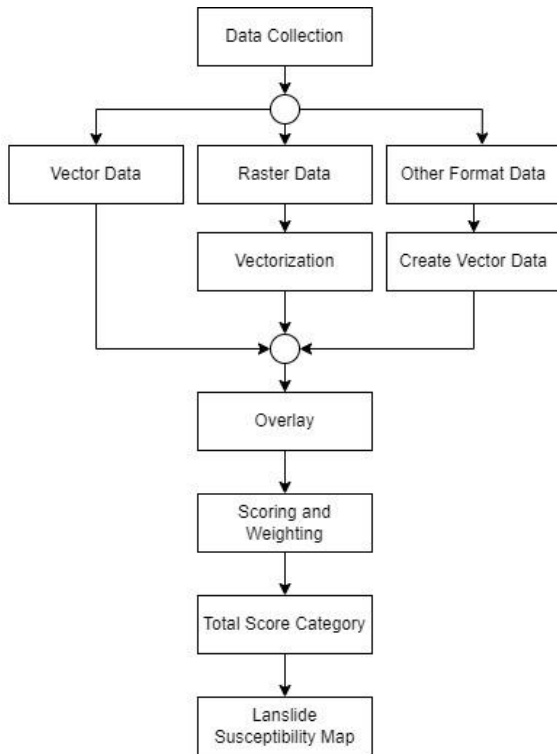 Data Collection
Vector Data
Raster Data
Other Format Data
Vectorization
Create Vector Data
Overlay
Scoring and
Weighting
Total Score Category
Lanslide
Susceptibility Map